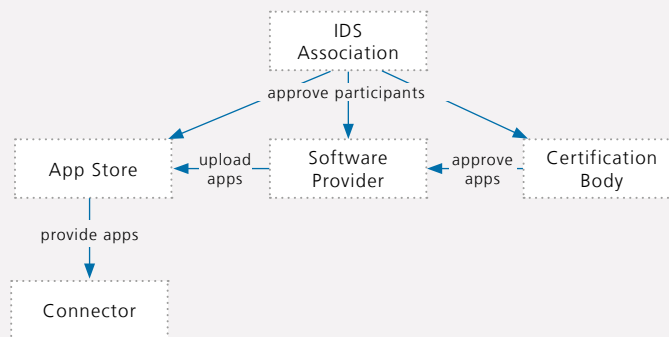 IDS
Association
approve participants
App Store
upload
apps
Software
Provider
approve
apps
Certification
Body
provide apps
Connector